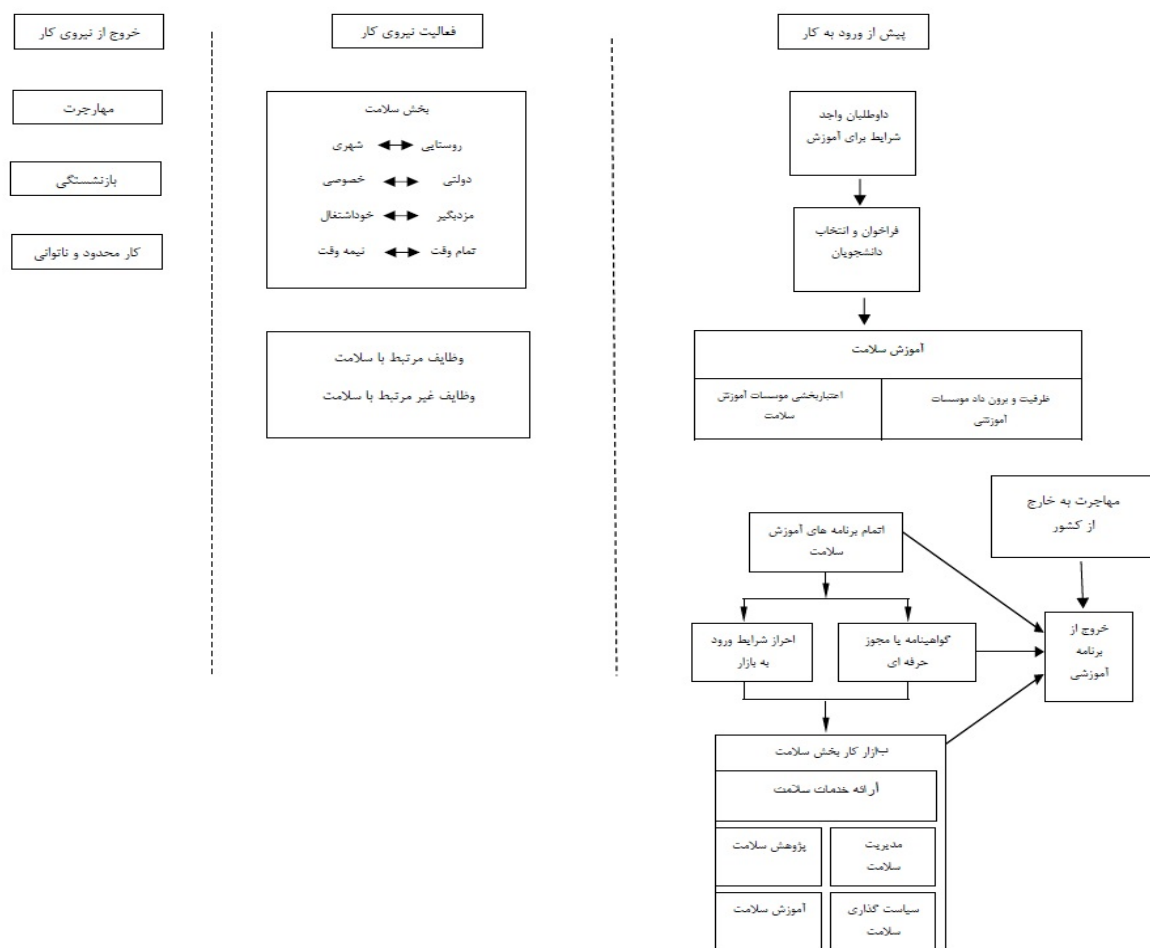 پیش از ورود به کار
داوطلبان واجد
شرایط برای آموزش
فراخوان و انتخاب
دانشجویان
آموزش سلامت
ظرفیت و برون داد موسسات
آموزشی
اعتباربخشی موسسات آموزش
سلامت
مهاجرت به خارج
از کشور
اتمام برنامه های آموزش
سلامت
گواهینامه یا مجوز
حرفه ای
احراز شرایط ورود
به بازار
خروج از
برنامه
آموزشی
بازار کار بخش سلامت
أرائه خدمات سلامت
مدیریت
سلامت
پژوهش سلامت
سیاست گذاری
سلامت
آموزش سلامت
فعالیت نیروی کار
بخش سلامت
روستایی شهری
دولتی خصوصی
مزدبگیر خوداشتغال
تمام وقت نیمه وقت
وظایف مرتبط با سلامت
وظایف غیر مرتبط با سلامت
خروج از نیروی کار
مهارجرت
بازنشستگی
کار محدود و ناتوانی